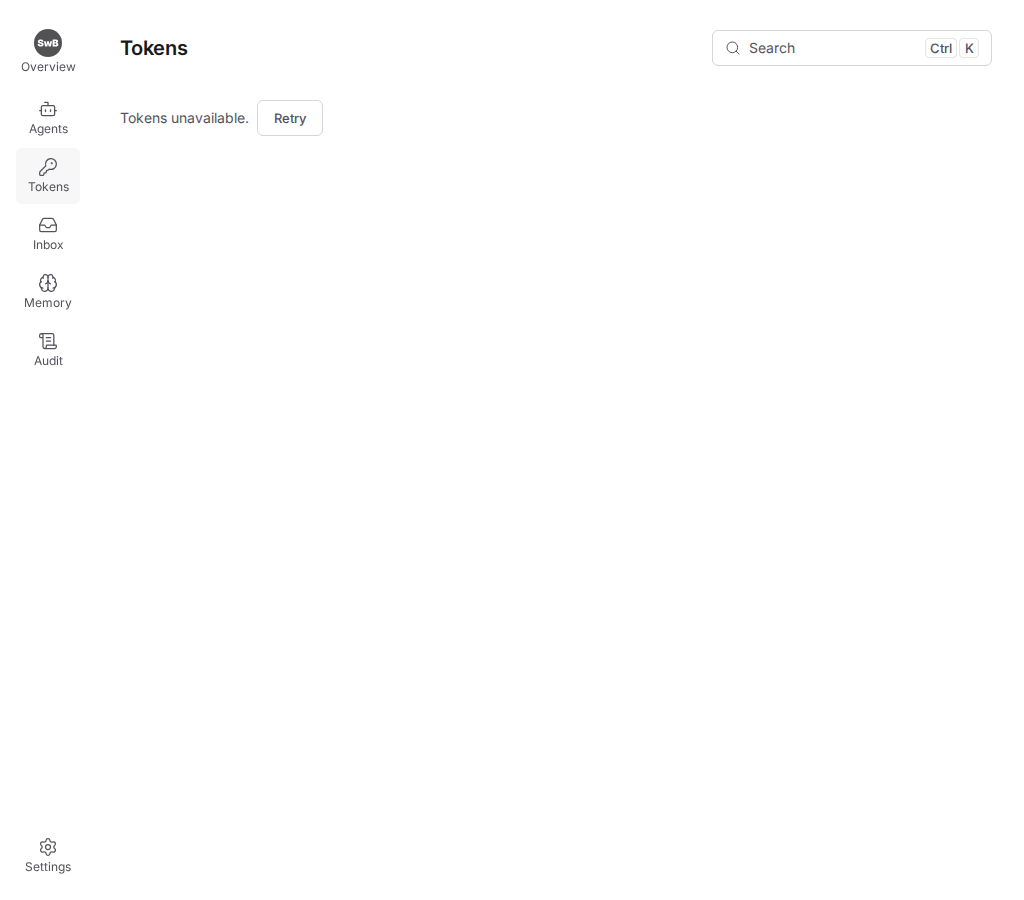 SwB
Overview
Agents
Tokens
Inbox
Memory
Audit
Settings
Tokens
Search Ctrl K
Tokens unavailable. Retry